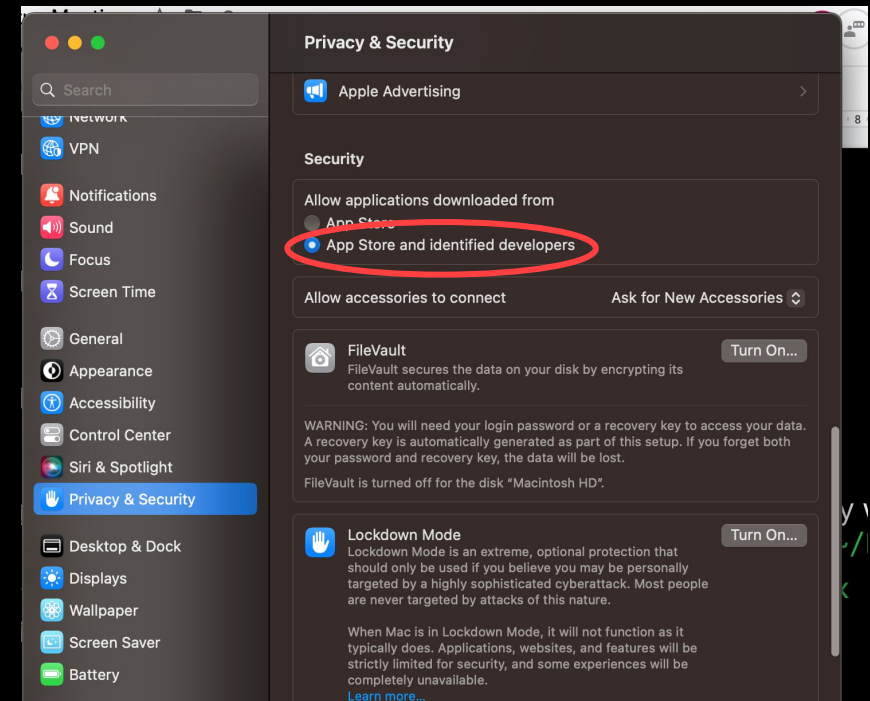 Privacy & Security
Search
Network
VPN
Notifications
Sound
Focus
Screen Time
General
Appearance
Accessibility
Control Center
Siri & Spotlight
Privacy & Security
Desktop & Dock
Displays
Wallpaper
Screen Saver
Battery
Apple Advertising
Security
Allow applications downloaded from
App Store
App Store and identified developers
Allow accessories to connect
Ask for New Accessories
FileVault
Turn On...
FileVault secures the data on your disk by encrypting its
content automatically.
WARNING: You will need your login password or a recovery key to access your data.
A recovery key is automatically generated as part of this setup. If you forget both
your password and recovery key, the data will be lost.
FileVault is turned off for the disk “Macintosh HD”.
Lockdown Mode
Turn On...
Lockdown Mode is an extreme, optional protection that
should only be used if you believe you may be personally
targeted by a highly sophisticated cyberattack. Most people
are never targeted by attacks of this nature.
When Mac is in Lockdown Mode, it will not function as it
typically does. Applications, websites, and features will be
strictly limited for security, and some experiences will be
completely unavailable.
Learn more...
8